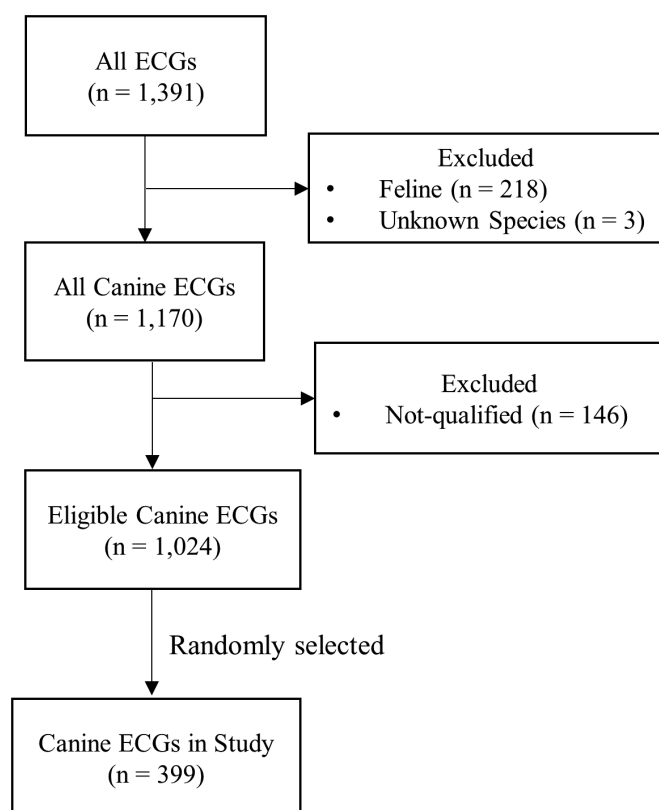 All ECGs
(n = 1,391)
Excluded
• Feline (n = 218)
• Unknown Species (n = 3)
All Canine ECGs
(n = 1,170)
Excluded
• Not-qualified (n = 146)
Eligible Canine ECGs
(n = 1,024)
Randomly selected
Canine ECGs in Study
(n = 399)